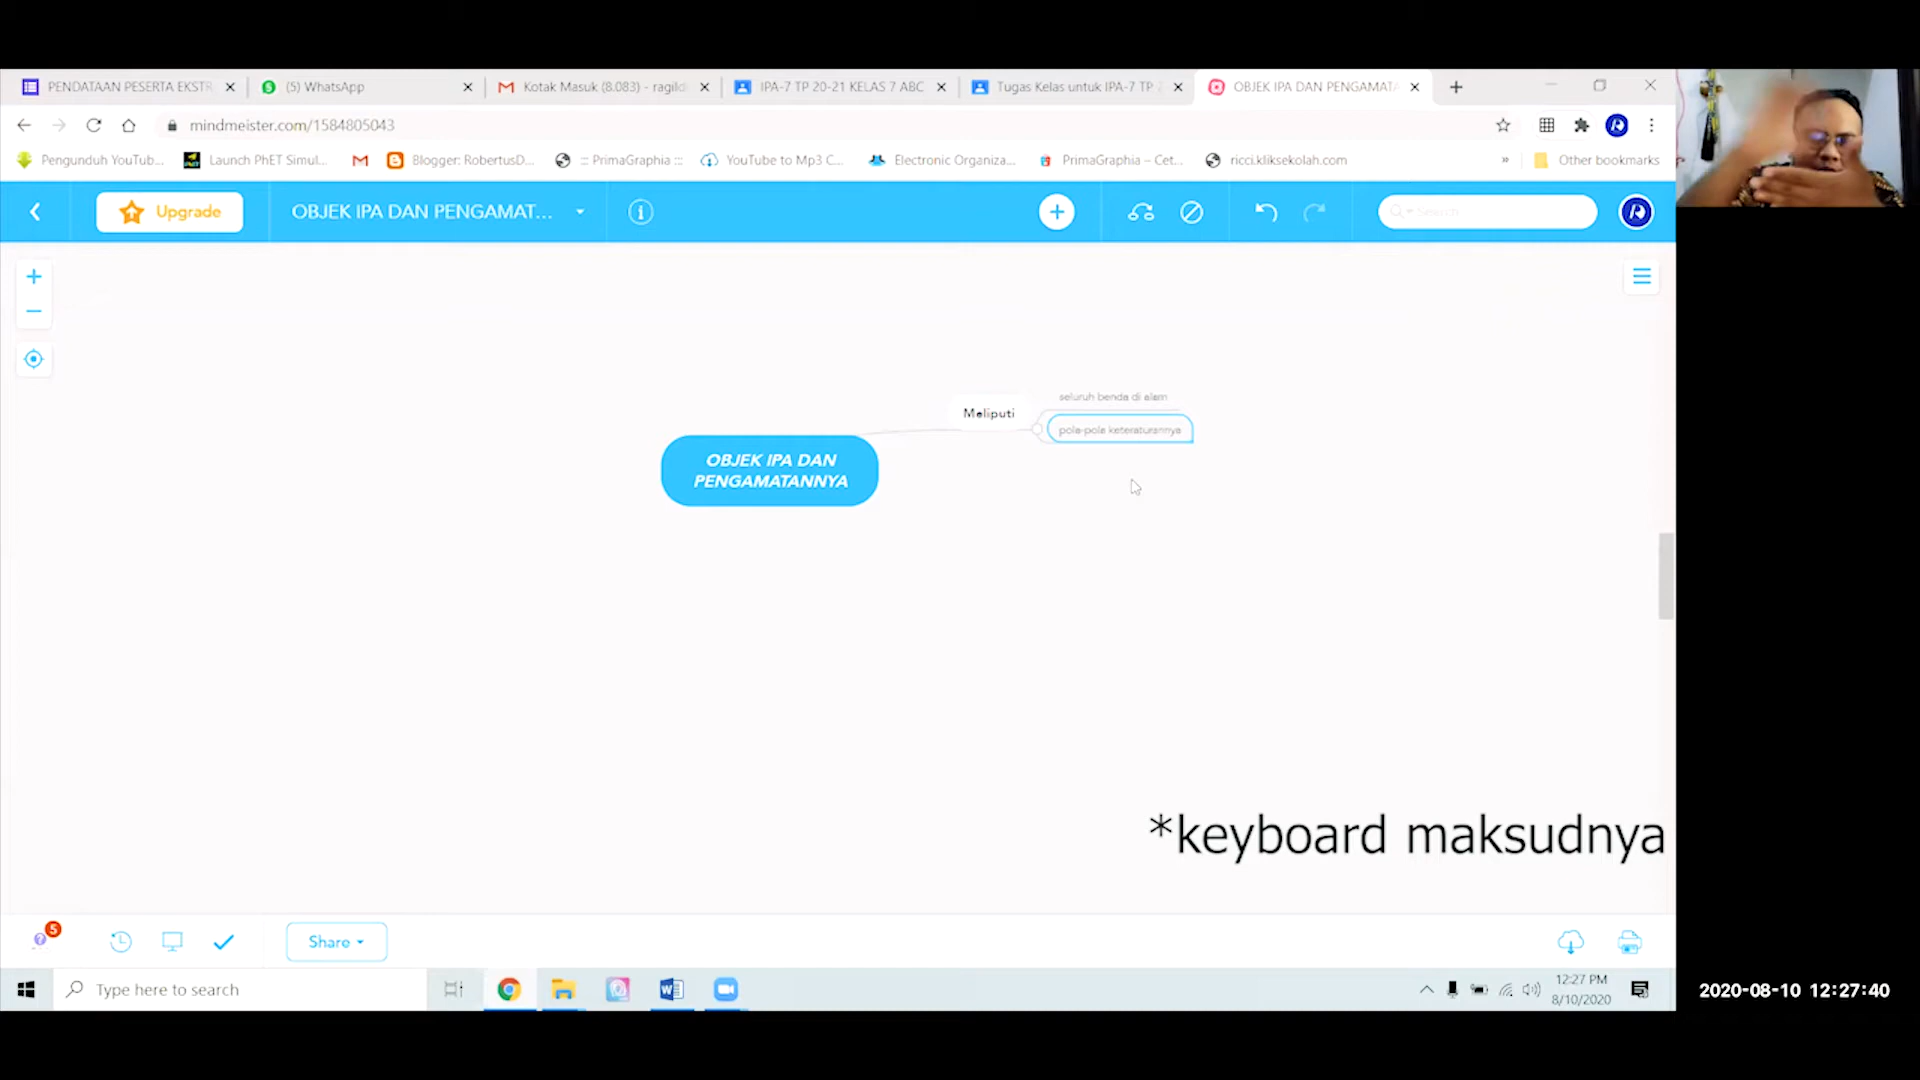 PENDATAAN PESERTA EKSTR
(5) WhatsApp
Kotak Masuk (8.083) - ragild
IPA-7 TP 20-21 KELAS 7 ABC
Tugas Kelas untuk IPA-7 TP 2
OBJEK IPA DAN PENGAMATA
mindmeister.com/1584805043
Pengunduh YouTub...
Launch PhET Simul...
Blogger: RobertusD...
:: PrimaGraphia ::
YouTube to Mp3 C...
Electronic Organiza...
PrimaGraphia – Cet...
ricci.kliksekolah.com
»
Other bookmarks
Upgrade
OBJEK IPA DAN PENGAMAT...
Search
seluruh benda di alam
Meliputi
pola-pola keteraturannya
OBJEK IPA DAN
PENGAMATANNYA
*keyboard maksudnya
5
Share
Type here to search
12:27 PM
8/10/2020
2020-08-10 12:27:40